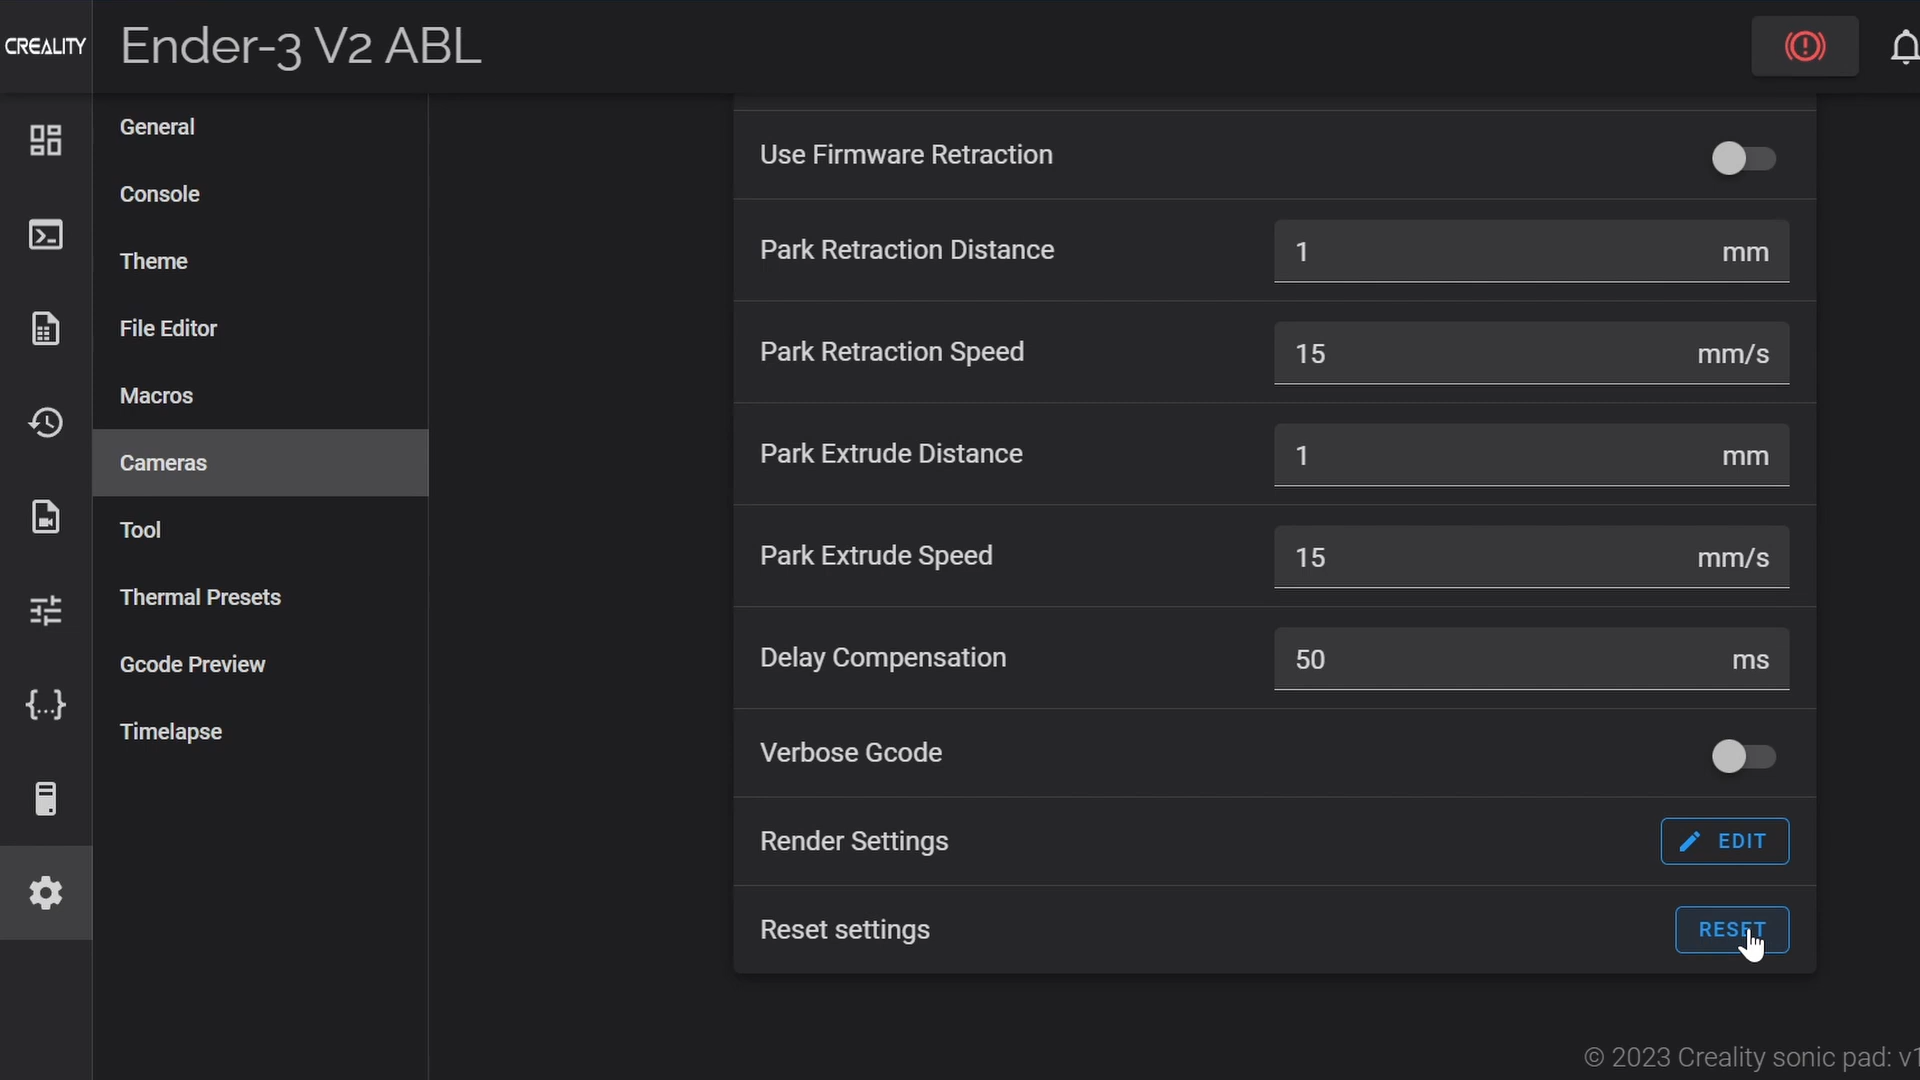 CREALITY
Ender-3 V2 ABL
General
Console
Theme
File Editor
Macros
Cameras
Tool
Thermal Presets
Gcode Preview
Timelapse
Use Firmware Retraction
Park Retraction Distance
1 mm
Park Retraction Speed
15 mm/s
Park Extrude Distance
1 mm
Park Extrude Speed
15 mm/s
Delay Compensation
50 ms
Verbose Gcode
Render Settings
EDIT
Reset settings
RESET
© 2023 Creality sonic pad: v1